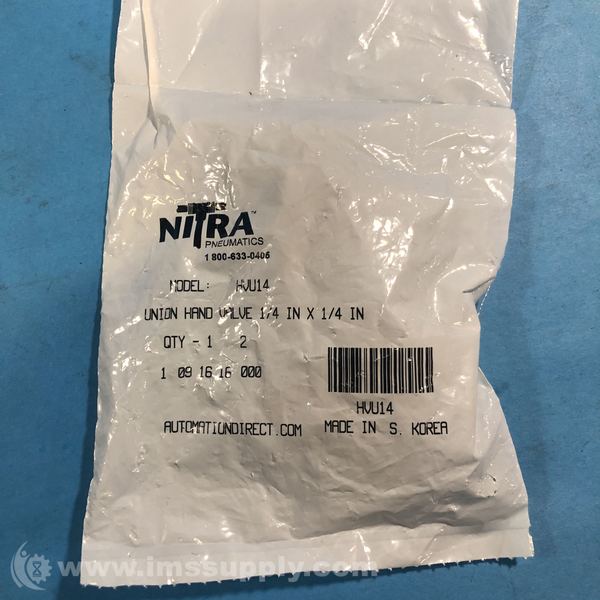 NITRA™
PNEUMATICS
1 800-633-0405
MODEL: HVU14
UNION HAND VALVE 1/4 IN X 1/4 IN
QTY - 1 2
1 09 16 16 000
HVU14
AUTOMATIONDIRECT.COM MADE IN S. KOREA
www.imssupply.com